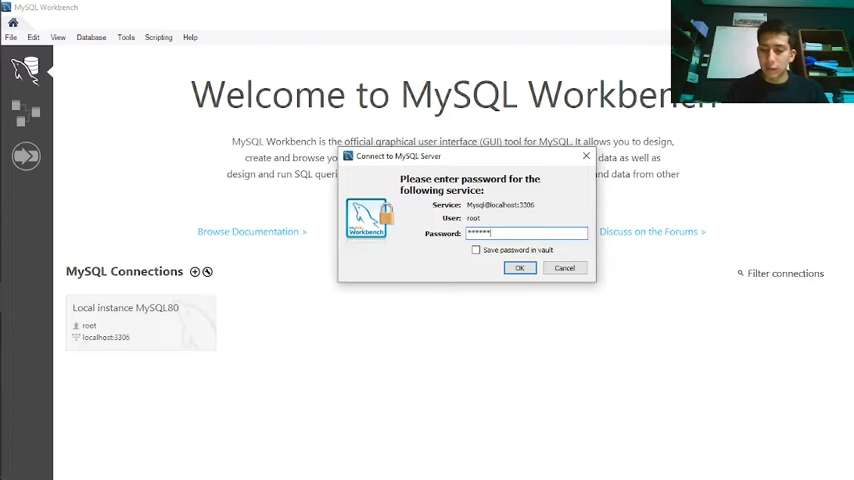 MySQL Workbench
File Edit View Database Tools Scripting Help
Welcome to MySQL Workbench
MySQL Workbench is the official graphical user interface (GUI) tool for MySQL. It allows you to design,
create and browse you
data as well as
design and run SQL queri
and data from other
Connect to MySQL Server
Please enter password for the
following service:
Service: Mysql@localhost:3306
User: root
Password: ******
Save password in vault
OK Cancel
MySQL
Workbench
Browse Documentation >
Discuss on the Forums >
MySQL Connections
Filter connections
Local instance MySQL80
root
localhost:3306